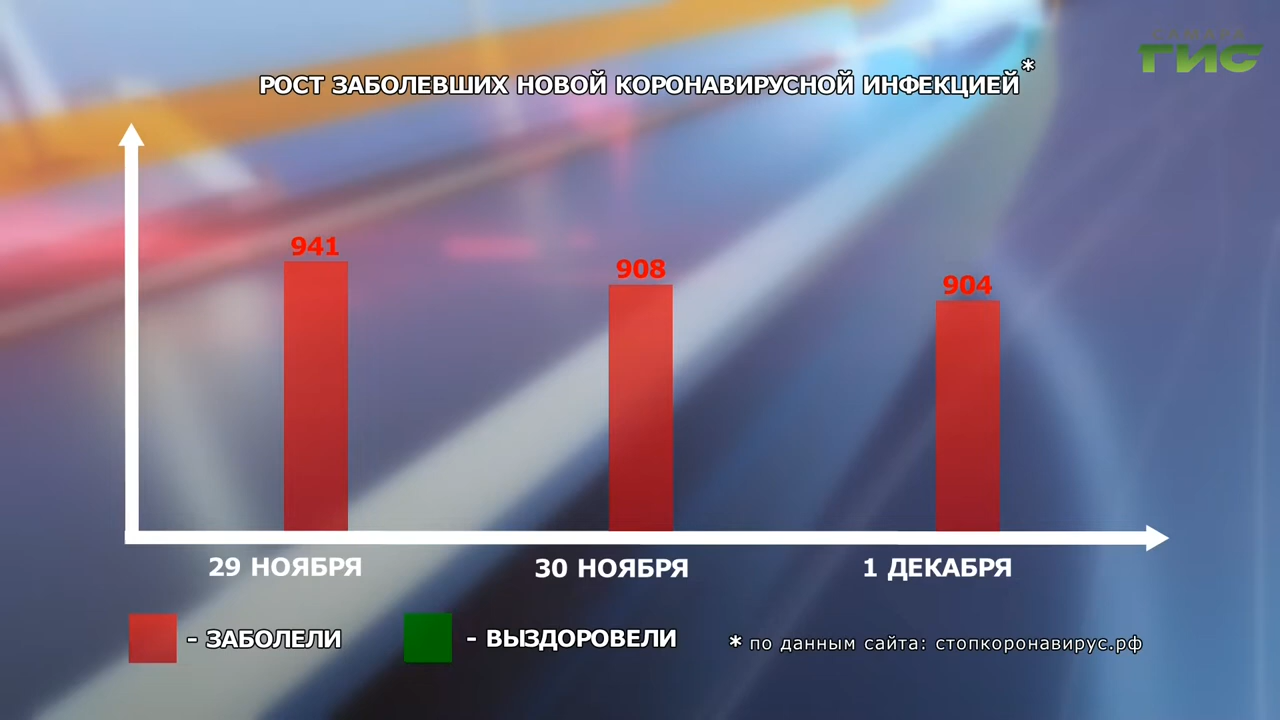 САМАРА
ГИС
РОСТ ЗАБОЛЕВШИХ НОВОЙ КОРОНАВИРУСНОЙ ИНФЕКЦИЕЙ*
941
908
904
29 НОЯБРЯ
30 НОЯБРЯ
1 ДЕКАБРЯ
- ЗАБОЛЕЛИ
- ВЫЗДОРОВЕЛИ
* по данным сайта: стопкоронавирус.рф